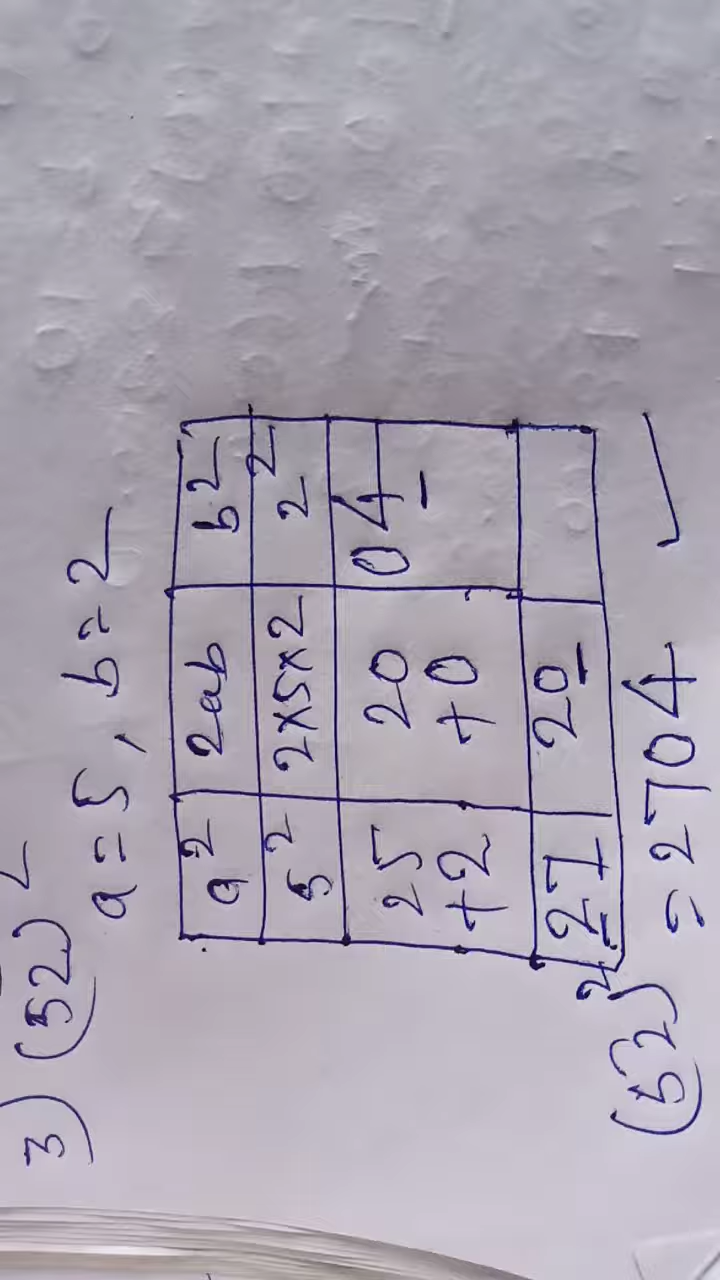 3) (52)²
a = 5, b = 2
a² 2ab b²
5² 2×5×2 2²
25 20 04
+2 +0
27 20
(52)² = 2704